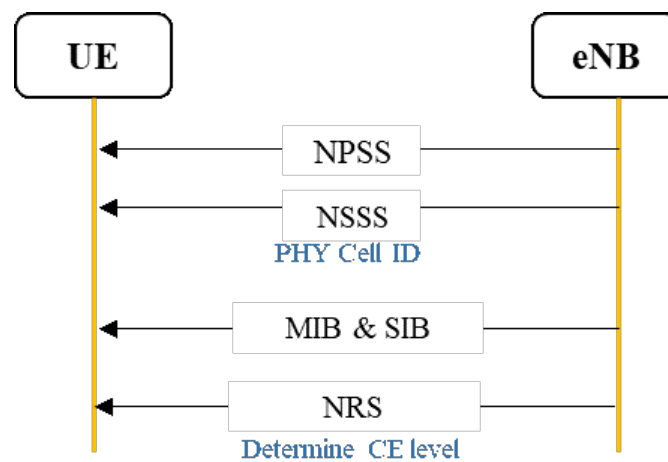 UE
eNB
NPSS
NSSS
PHY Cell ID
MIB & SIB
NRS
Determine CE level